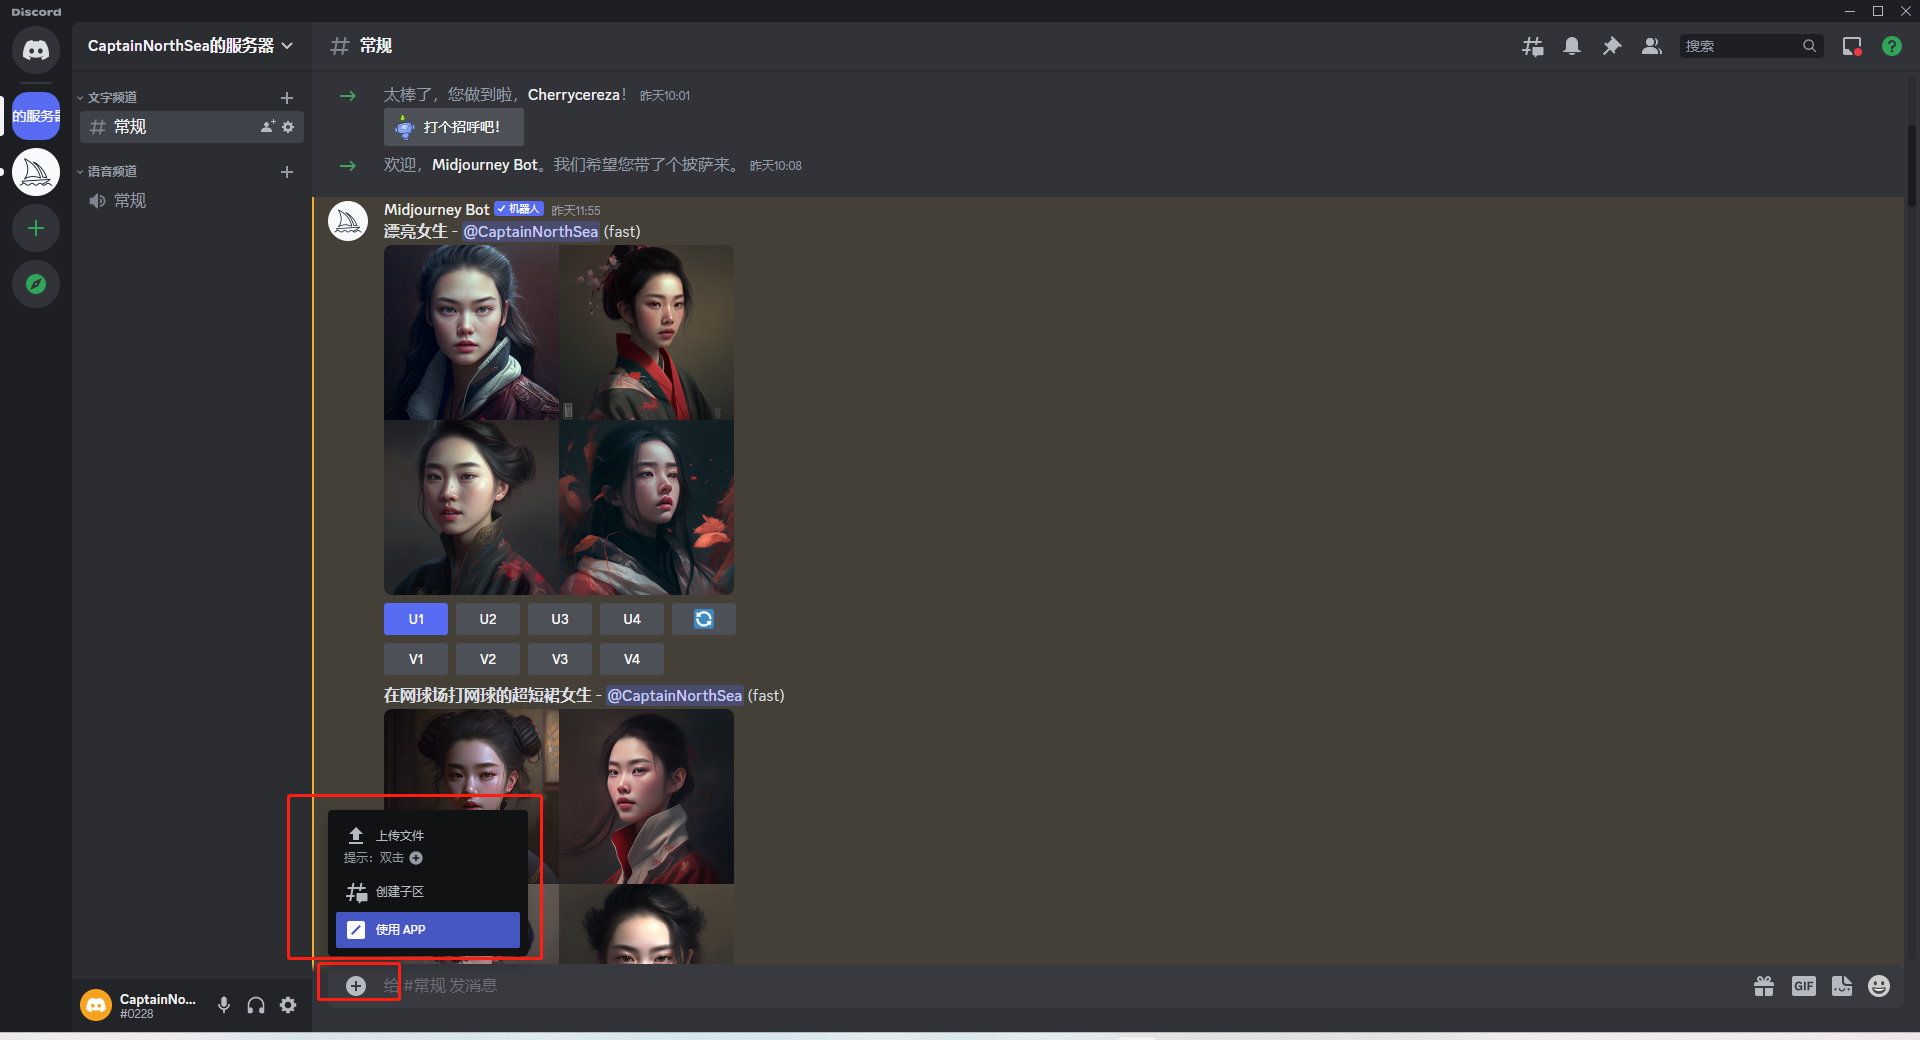 Discord
CaptainNorthSea的服务器
常规
搜索
的服务器
文字频道
常规
语音频道
常规
太棒了，您做到啦，Cherrycereza！ 昨天10:01
打个招呼吧！
欢迎，Midjourney Bot。我们希望您带了个披萨来。 昨天10:08
Midjourney Bot 机器人 昨天11:55
漂亮女生 - @CaptainNorthSea (fast)
U1 U2 U3 U4
V1 V2 V3 V4
在网球场打网球的超短裙女生 - @CaptainNorthSea (fast)
上传文件
提示：双击
创建子区
使用 APP
给 #常规 发消息
GIF
CaptainNo...
#0228